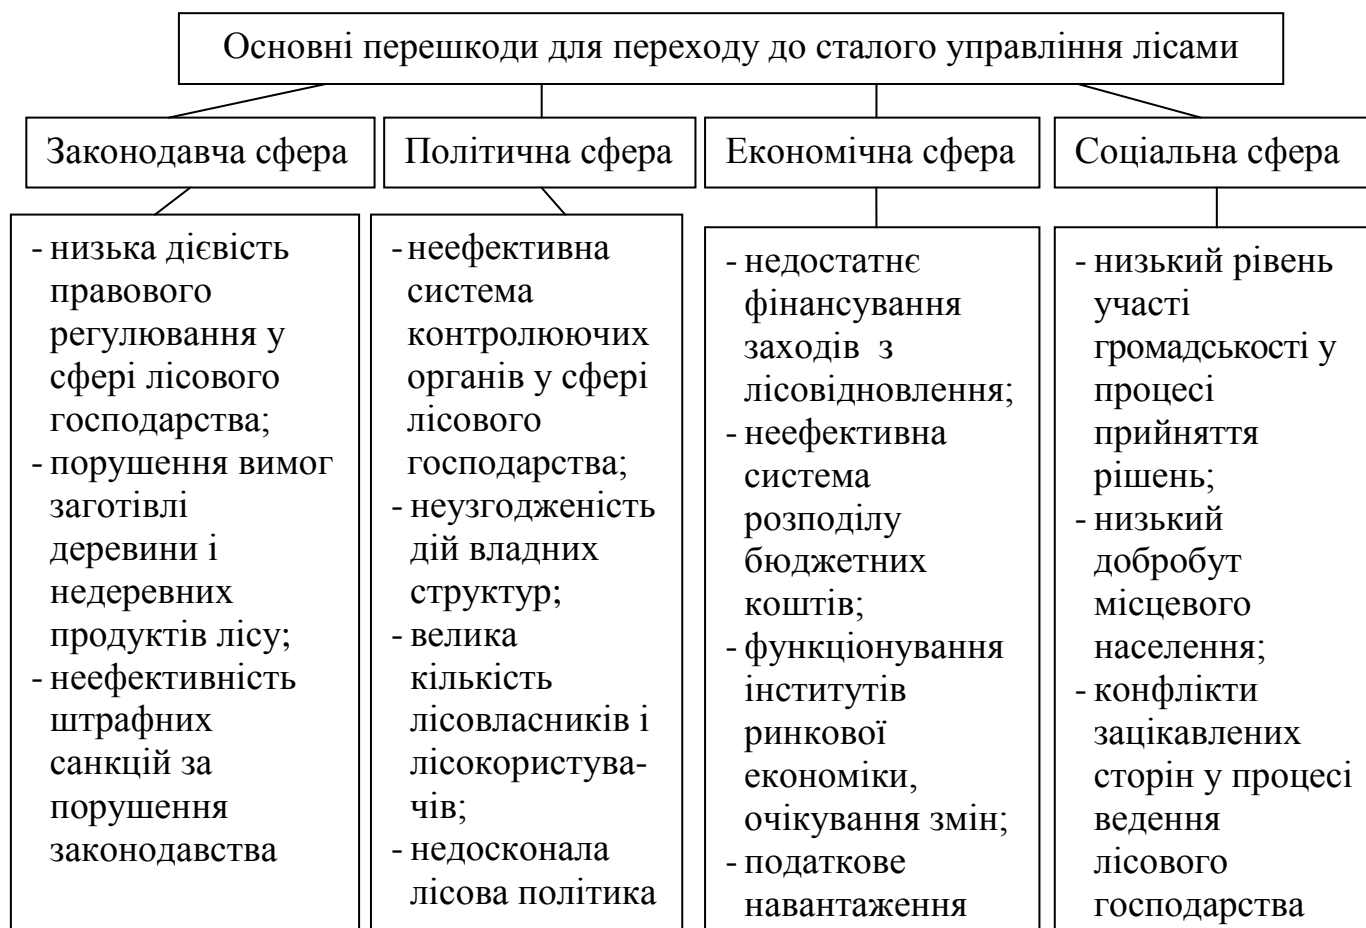 Основні перешкоди для переходу до сталого управління лісами
Законодавча сфера
Політична сфера
Економічна сфера
Соціальна сфера
- низька дієвість
правового
регулювання у
сфері лісового
господарства;
- порушення вимог
заготівлі
деревини і
недеревних
продуктів лісу;
- неефективність
штрафних
санкцій за
порушення
законодавства
- неефективна
система
контролюючих
органів у сфері
лісового
господарства;
- неузгодженість
дій владних
структур;
- велика
кількість
лісовласників і
лісокористува-
чів;
- недосконала
лісова політика
- недостатнє
фінансування
заходів з
лісовідновлення;
- неефективна
система
розподілу
бюджетних
коштів;
- функціонування
інститутів
ринкової
економіки,
очікування змін;
- податкове
навантаження
- низький рівень
участі
громадськості у
процесі
прийняття
рішень;
- низький
добробут
місцевого
населення;
- конфлікти
зацікавлених
сторін у процесі
ведення
лісового
господарства